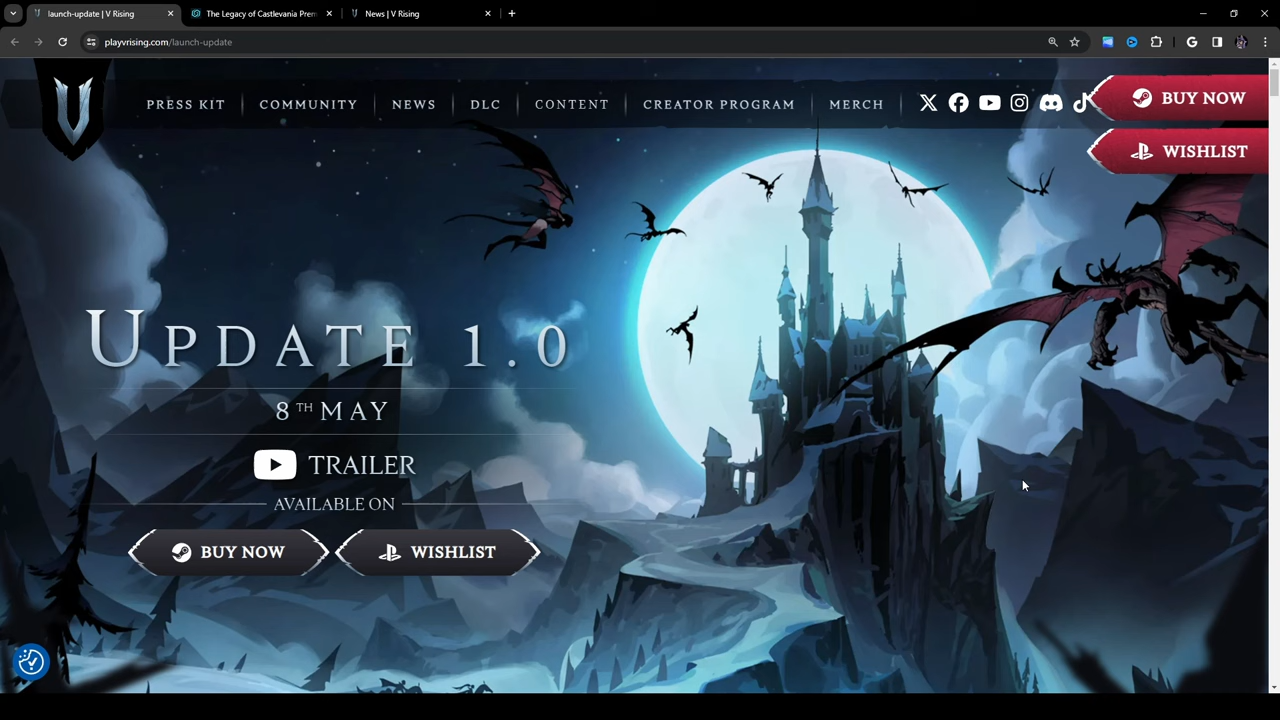 launch-update | V Rising
The Legacy of Castlevania Prem
News | V Rising
playvrising.com/launch-update
PRESS KIT
COMMUNITY
NEWS
DLC
CONTENT
CREATOR PROGRAM
MERCH
BUY NOW
WISHLIST
UPDATE 1.0
8TH MAY
TRAILER
AVAILABLE ON
BUY NOW
WISHLIST